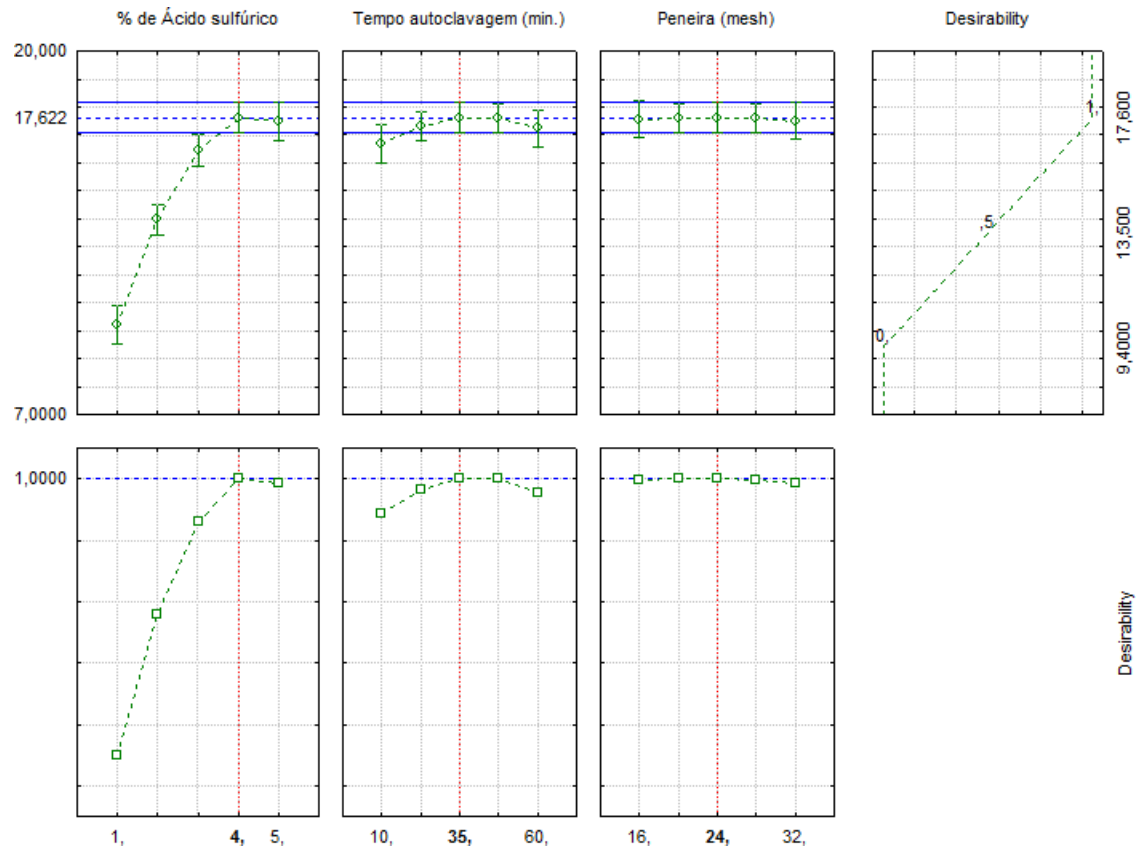 % de Ácido sulfúrico
Tempo autoclavagem (min.)
Peneira (mesh)
Desirability
20,000
17,622
7,0000
1,
,5
0,
17,600
13,500
9,4000
1,0000
Desirability
1, 4, 5,
10, 35, 60,
16, 24, 32,